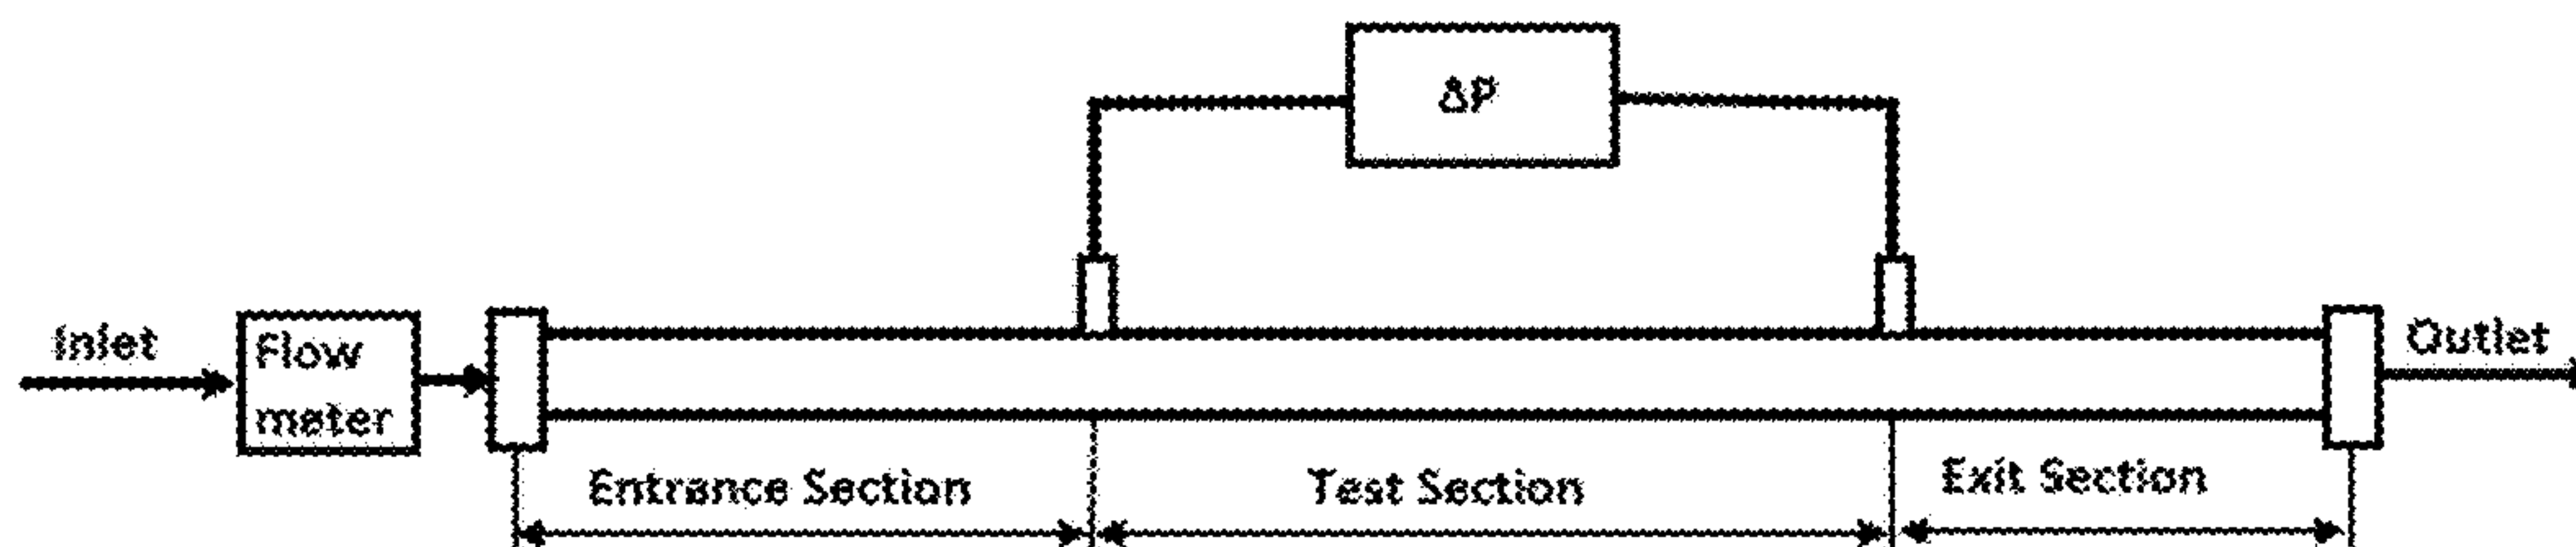 ΔP
Inlet
Flow
meter
Outlet
Entrance Section
Test Section
Exit Section